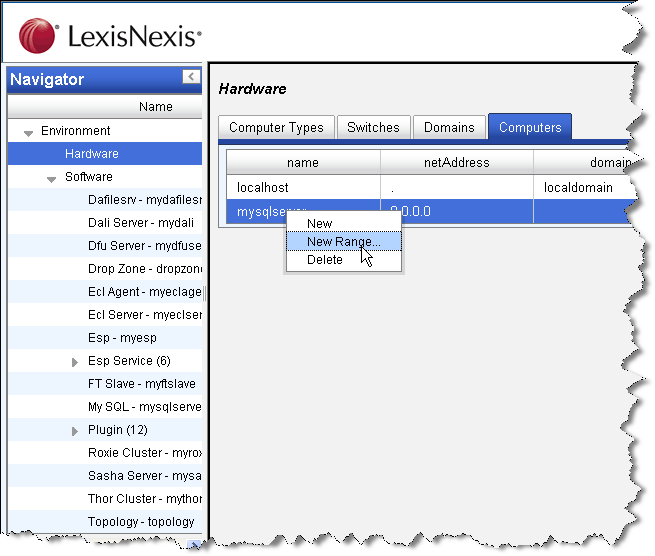 LexisNexis®
Navigator
Name
Environment
Hardware
Software
Dafilesrv - mydafilesr
Dali Server - mydali
Dfu Server - mydfuse
Drop Zone - dropzon
Ecl Agent - myeclage
Ecl Server - myeclser
Esp - myesp
Esp Service (6)
FT Slave - myftslave
My SQL - mysqlserve
Plugin (12)
Roxie Cluster - myrox
Sasha Server - mysa
Thor Cluster - mythor
Topology - topology
Hardware
Computer Types Switches Domains Computers
name netAddress domain
localhost . localdomain
mysqlserver 0.0.0.0
New
New Range...
Delete